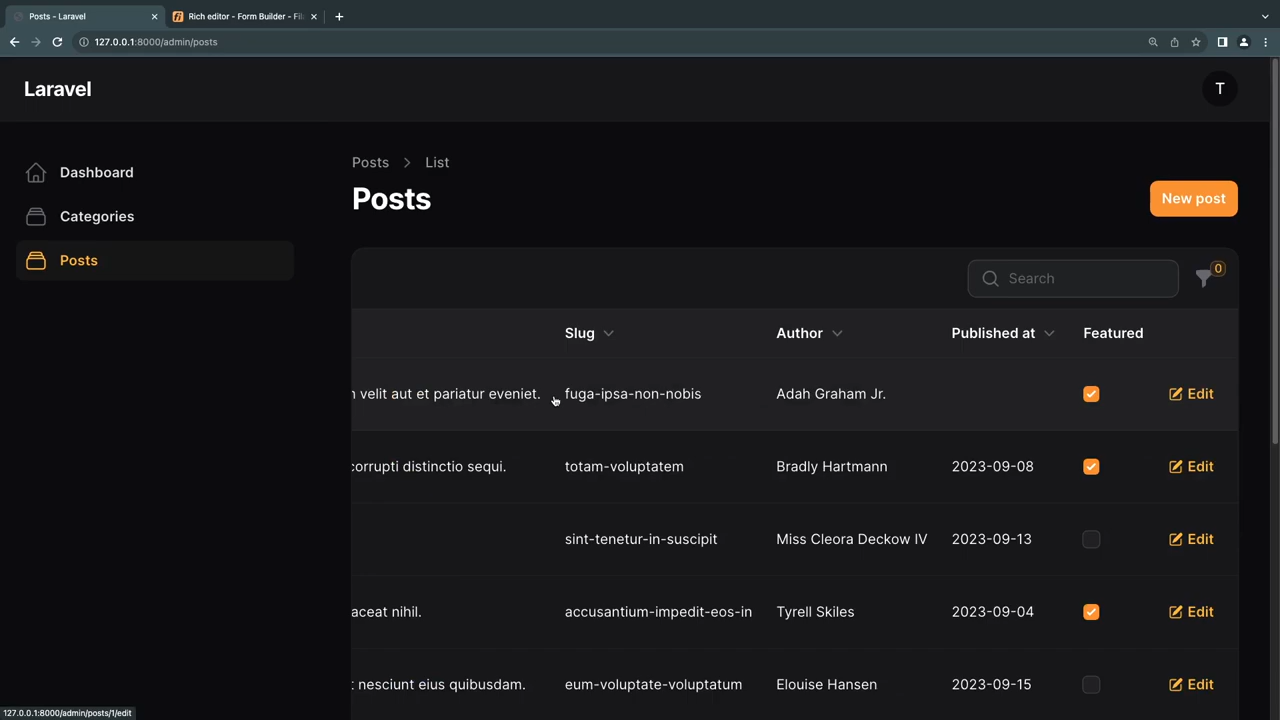 Posts - Laravel
Rich editor - Form Builder - Fil
127.0.0.1:8000/admin/posts
Laravel
T
Dashboard
Categories
Posts
Posts > List
Posts
New post
Search
0
Slug Author Published at Featured
velit aut et pariatur eveniet. fuga-ipsa-non-nobis Adah Graham Jr. Edit
corrupti distinctio sequi. totam-voluptatem Bradly Hartmann 2023-09-08 Edit
sint-tenetur-in-suscipit Miss Cleora Deckow IV 2023-09-13 Edit
aceat nihil. accusantium-impedit-eos-in Tyrell Skiles 2023-09-04 Edit
nesciunt eius quibusdam. eum-voluptate-voluptatum Elouise Hansen 2023-09-15 Edit
127.0.0.1:8000/admin/posts/1/edit